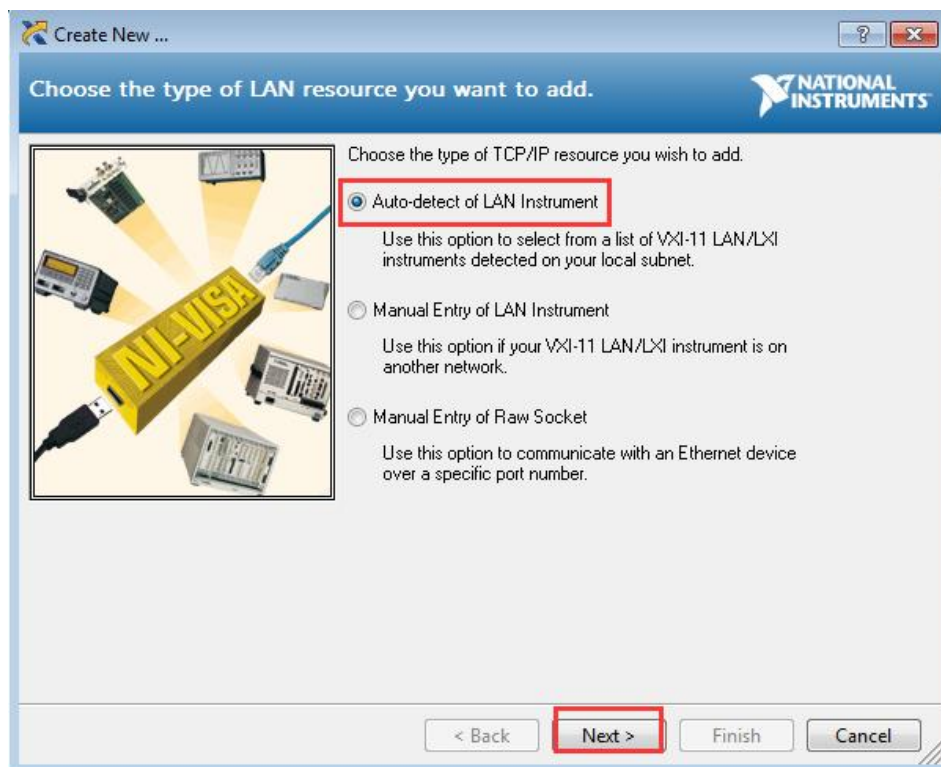 Create New ...
Choose the type of LAN resource you want to add.
NATIONAL
INSTRUMENTS
Choose the type of TCP/IP resource you wish to add.
Auto-detect of LAN Instrument
Use this option to select from a list of VXI-11 LAN/LXI
instruments detected on your local subnet.
Manual Entry of LAN Instrument
Use this option if your VXI-11 LAN/LXI instrument is on
another network.
Manual Entry of Raw Socket
Use this option to communicate with an Ethernet device
over a specific port number.
NI-VISA
< Back
Next >
Finish
Cancel